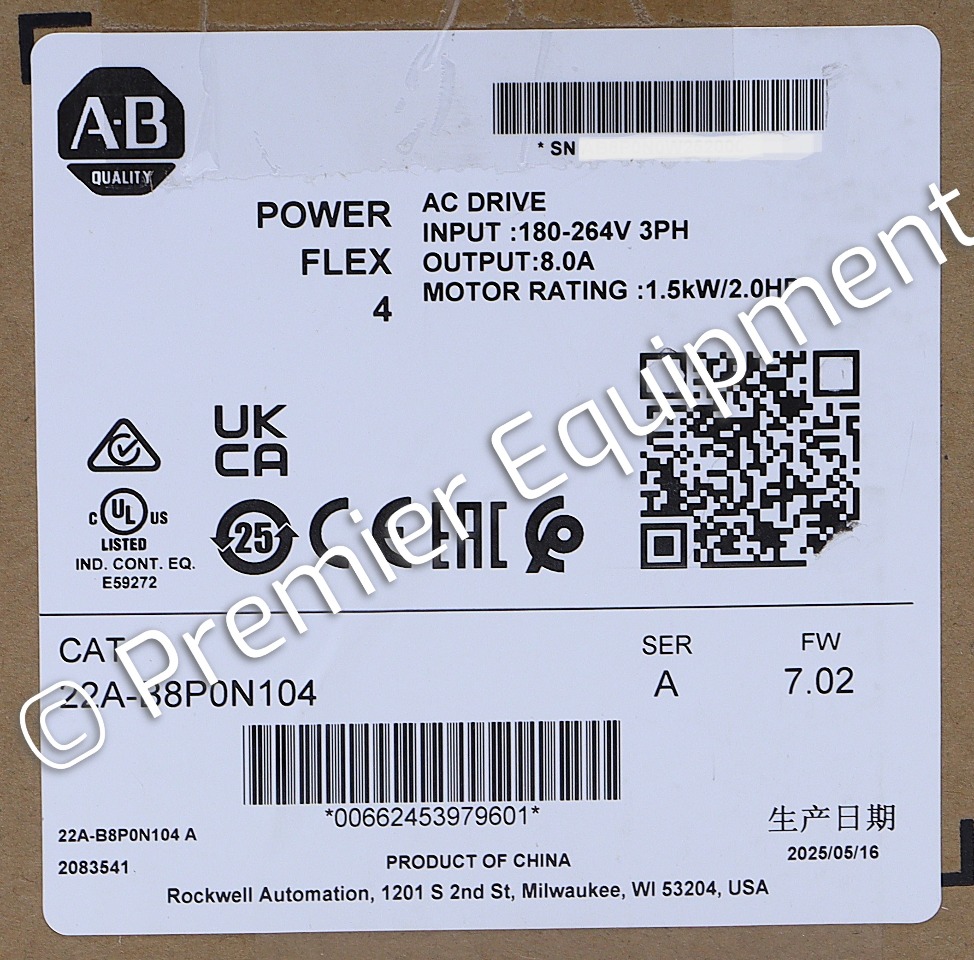 A-B
QUALITY
* SN
POWER
FLEX
4
AC DRIVE
INPUT :180-264V 3PH
OUTPUT:8.0A
MOTOR RATING :1.5kW/2.0HP
UK
CA
C UL US
LISTED
IND. CONT. EQ.
E59272
25
CE
EAC
© Premier Equipment
CAT
22A-B8P0N104
SER
A
FW
7.02
*00662453979601*
22A-B8P0N104 A
2083541
PRODUCT OF CHINA
生产日期
2025/05/16
Rockwell Automation, 1201 S 2nd St, Milwaukee, WI 53204, USA